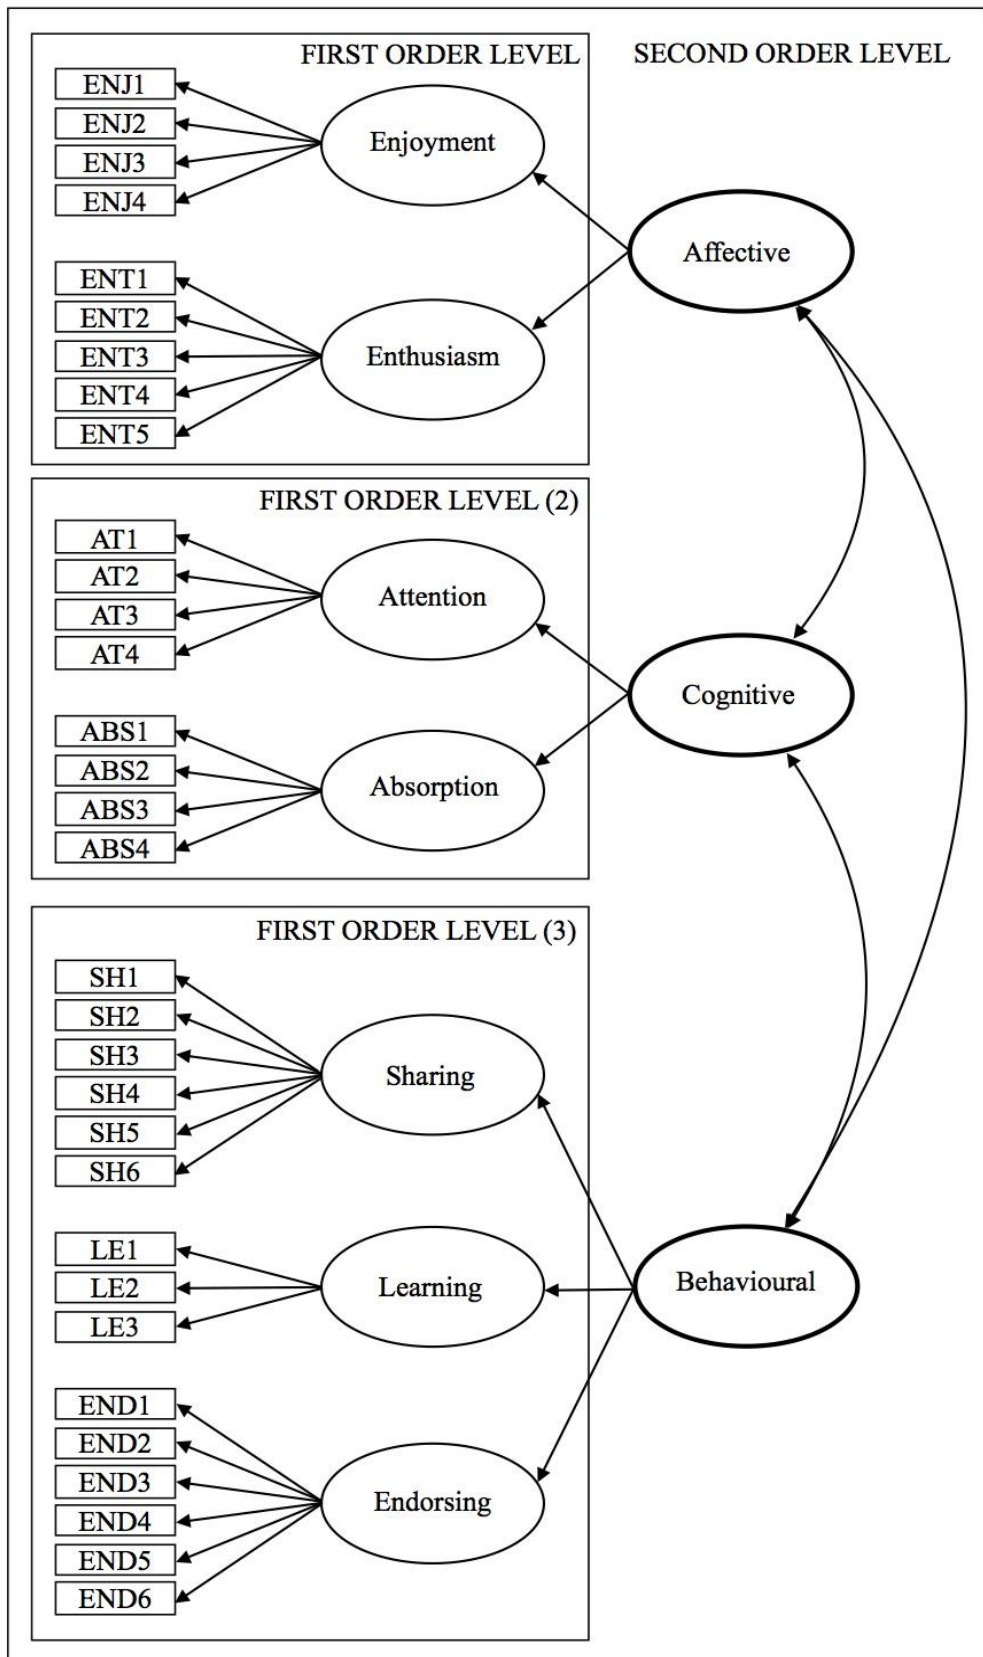 FIRST ORDER LEVEL
SECOND ORDER LEVEL
ENJ1
ENJ2
ENJ3
ENJ4
Enjoyment
ENT1
ENT2
ENT3
ENT4
ENT5
Enthusiasm
Affective
FIRST ORDER LEVEL (2)
AT1
AT2
AT3
AT4
Attention
ABS1
ABS2
ABS3
ABS4
Absorption
Cognitive
FIRST ORDER LEVEL (3)
SH1
SH2
SH3
SH4
SH5
SH6
Sharing
LE1
LE2
LE3
Learning
Behavioural
END1
END2
END3
END4
END5
END6
Endorsing